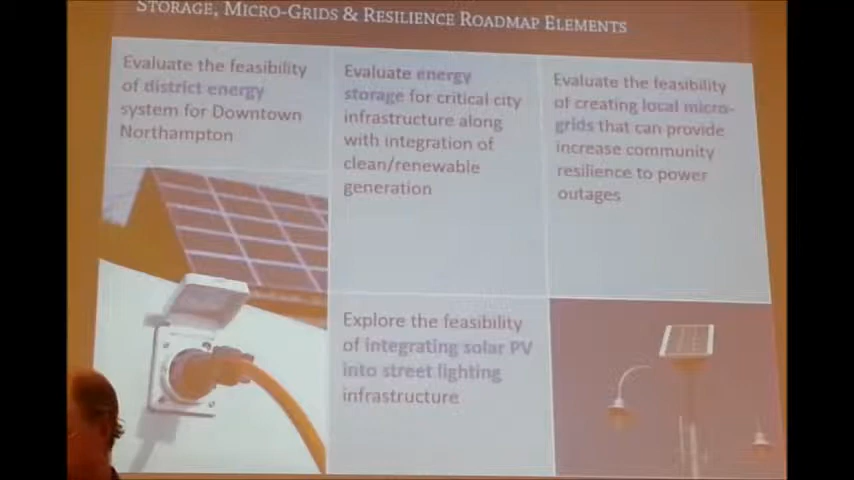 STORAGE, MICRO-GRIDS & RESILIENCE ROADMAP ELEMENTS
Evaluate the feasibility
of district energy
system for Downtown
Northampton
Evaluate energy
storage for critical city
infrastructure along
with integration of
clean/renewable
generation
Evaluate the feasibility
of creating local micro-
grids that can provide
increase community
resilience to power
outages
Explore the feasibility
of integrating solar PV
into street lighting
infrastructure